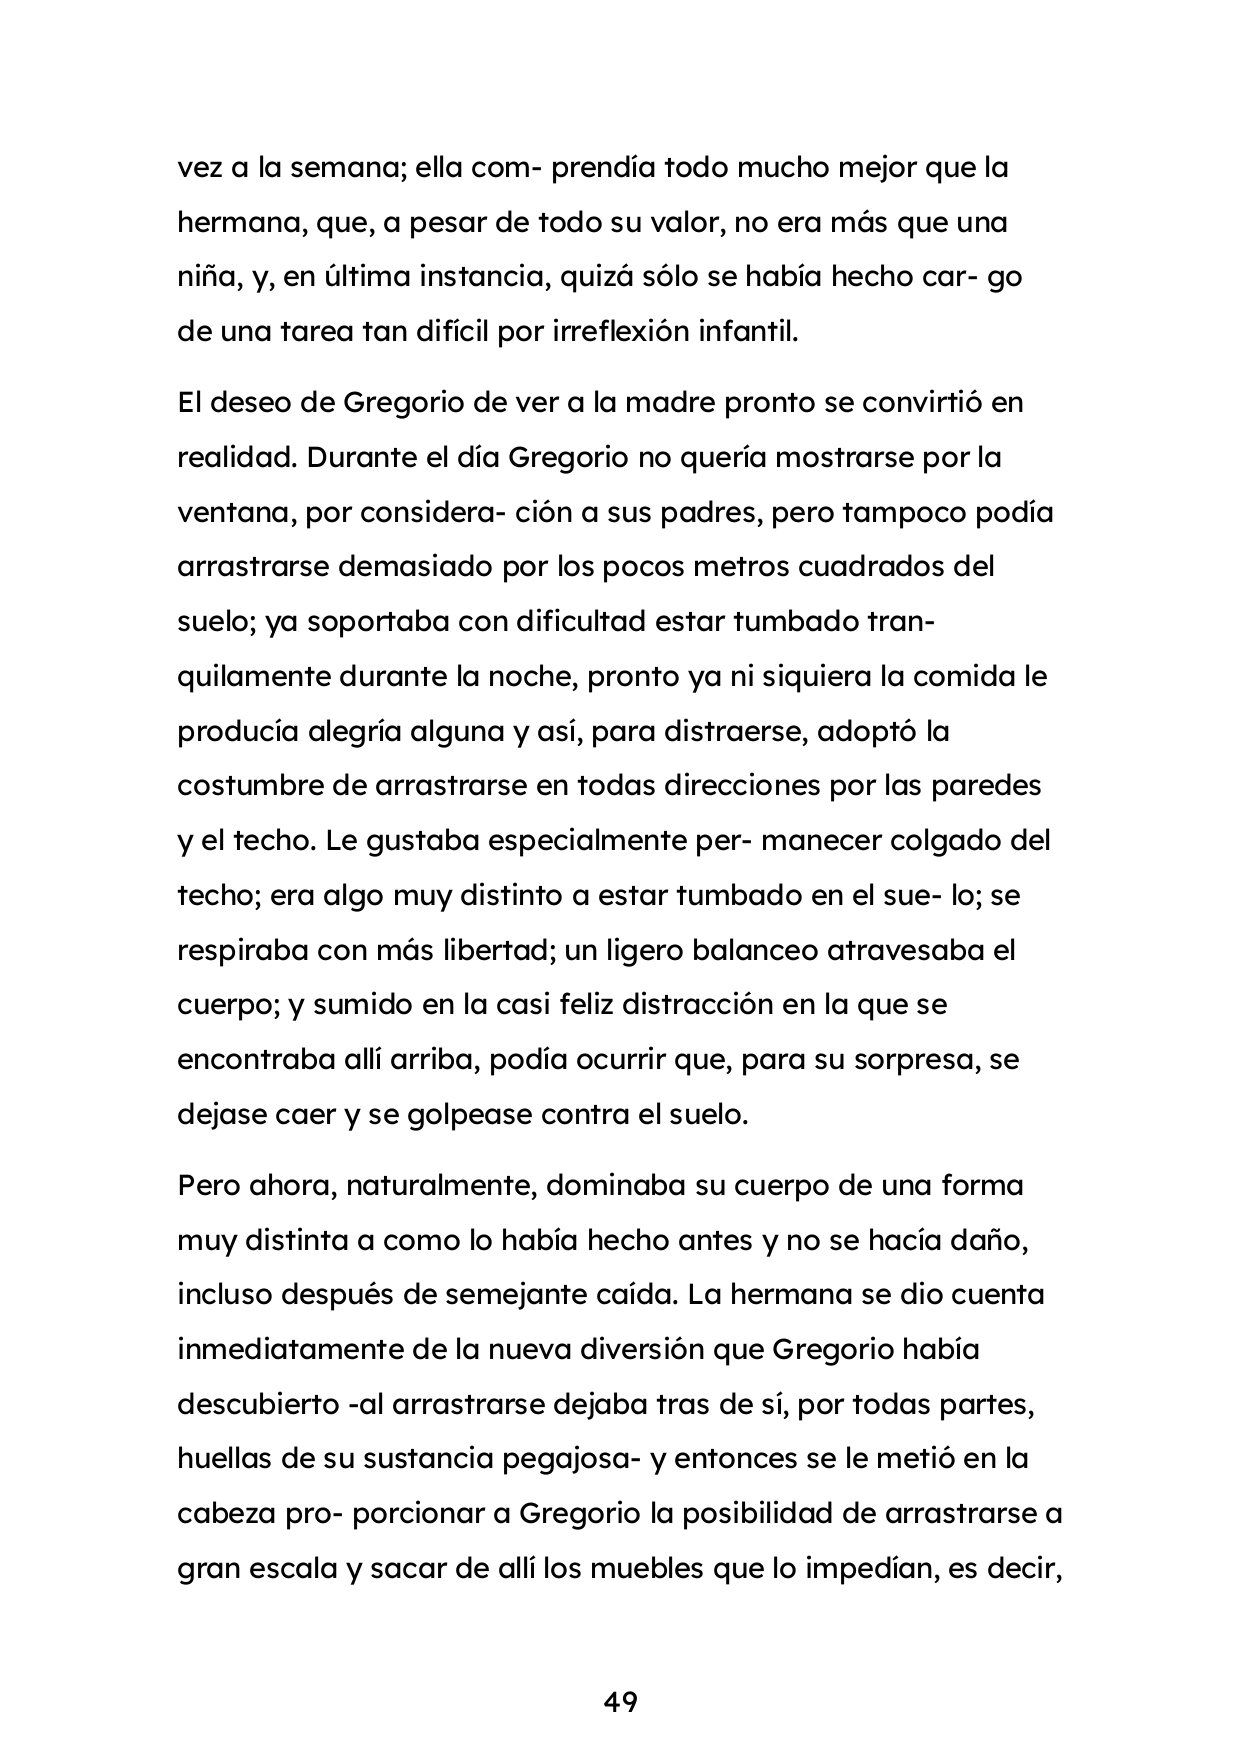 vez a la semana; ella com- prendía todo mucho mejor que la
hermana, que, a pesar de todo su valor, no era más que una
niña, y, en última instancia, quizá sólo se había hecho car- go
de una tarea tan difícil por irreflexión infantil.
El deseo de Gregorio de ver a la madre pronto se convirtió en
realidad. Durante el día Gregorio no quería mostrarse por la
ventana, por considera- ción a sus padres, pero tampoco podía
arrastrarse demasiado por los pocos metros cuadrados del
suelo; ya soportaba con dificultad estar tumbado tran-
quilamente durante la noche, pronto ya ni siquiera la comida le
producía alegría alguna y así, para distraerse, adoptó la
costumbre de arrastrarse en todas direcciones por las paredes
y el techo. Le gustaba especialmente per- manecer colgado del
techo; era algo muy distinto a estar tumbado en el sue- lo; se
respiraba con más libertad; un ligero balanceo atravesaba el
cuerpo; y sumido en la casi feliz distracción en la que se
encontraba allí arriba, podía ocurrir que, para su sorpresa, se
dejase caer y se golpease contra el suelo.
Pero ahora, naturalmente, dominaba su cuerpo de una forma
muy distinta a como lo había hecho antes y no se hacía daño,
incluso después de semejante caída. La hermana se dio cuenta
inmediatamente de la nueva diversión que Gregorio había
descubierto -al arrastrarse dejaba tras de sí, por todas partes,
huellas de su sustancia pegajosa- y entonces se le metió en la
cabeza pro- porcionar a Gregorio la posibilidad de arrastrarse a
gran escala y sacar de allí los muebles que lo impedían, es decir,
49